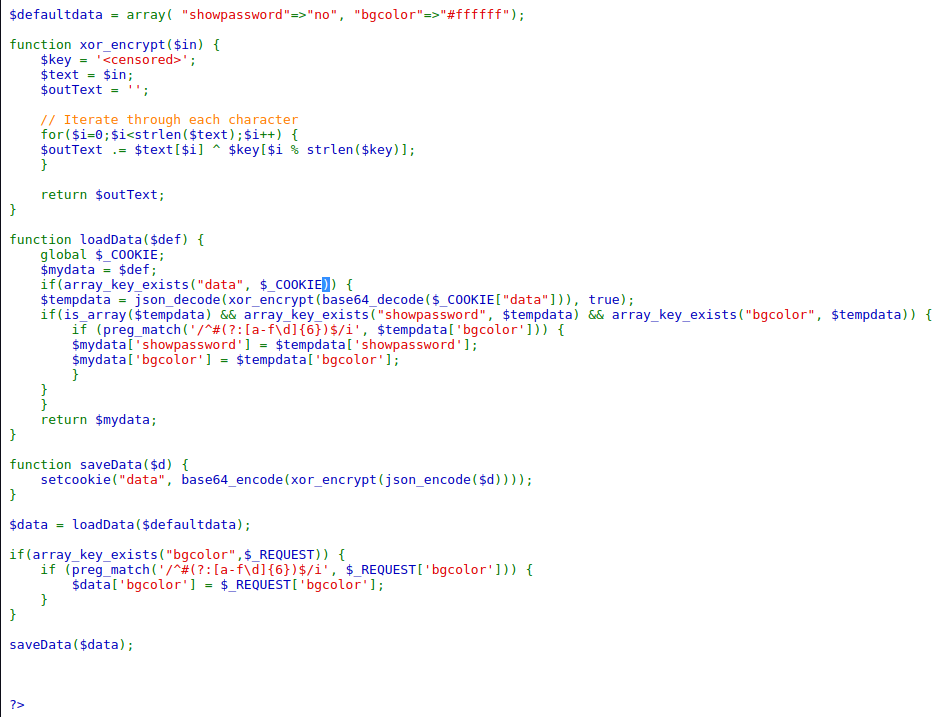 $defaultdata = array( "showpassword"=>"no", "bgcolor"=>"#ffffff");
function xor_encrypt($in) {
$key = '<censored>';
$text = $in;
$outText = '';
// Iterate through each character
for($i=0;$i<strlen($text);$i++) {
$outText .= $text[$i] ^ $key[$i % strlen($key)];
}
return $outText;
}
function loadData($def) {
global $_COOKIE;
$mydata = $def;
if(array_key_exists("data", $_COOKIE)) {
$tempdata = json_decode(xor_encrypt(base64_decode($_COOKIE["data"])), true);
if(is_array($tempdata) && array_key_exists("showpassword", $tempdata) && array_key_exists("bgcolor", $tempdata)) {
if (preg_match('/^#(?:[a-f\d]{6})$/i', $tempdata['bgcolor'])) {
$mydata['showpassword'] = $tempdata['showpassword'];
$mydata['bgcolor'] = $tempdata['bgcolor'];
}
}
}
return $mydata;
}
function saveData($d) {
setcookie("data", base64_encode(xor_encrypt(json_encode($d))));
}
$data = loadData($defaultdata);
if(array_key_exists("bgcolor",$_REQUEST)) {
if (preg_match('/^#(?:[a-f\d]{6})$/i', $_REQUEST['bgcolor'])) {
$data['bgcolor'] = $_REQUEST['bgcolor'];
}
}
saveData($data);
?>